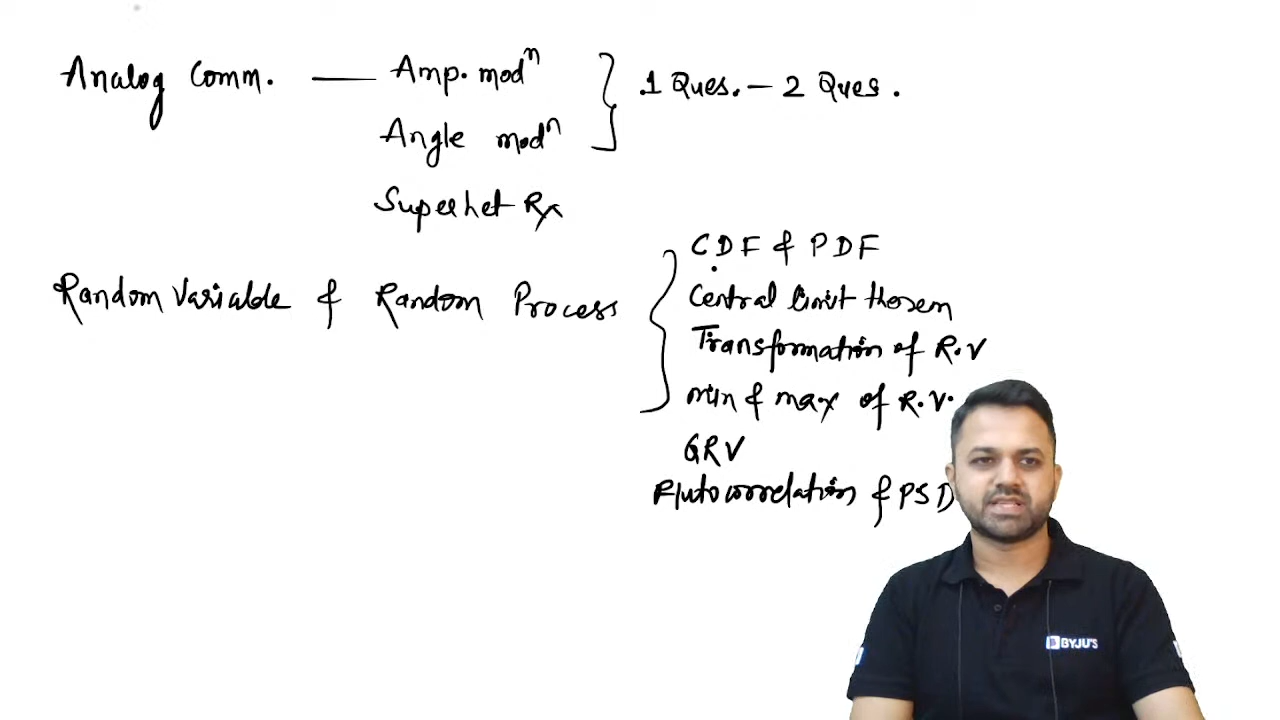 Analog Comm. — Amp. modⁿ } 1 Ques. – 2 Ques.
Angle modⁿ
Superhet Rx
Random Variable & Random Process
CDF & PDF
Central limit thorem
Transformation of R.V
min & max of R.V.
GRV
Autocorrelation & PSD
BYJU'S